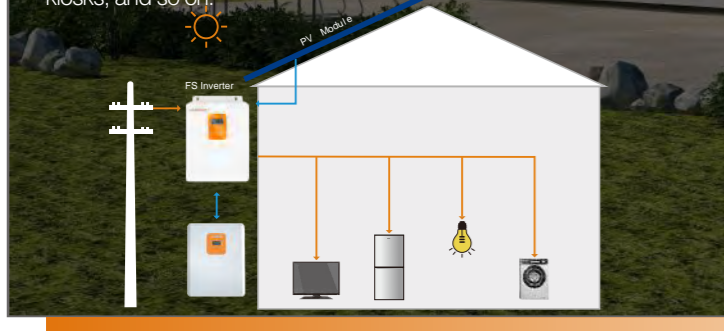 kiosks, and so on.
PV Module
FS Inverter